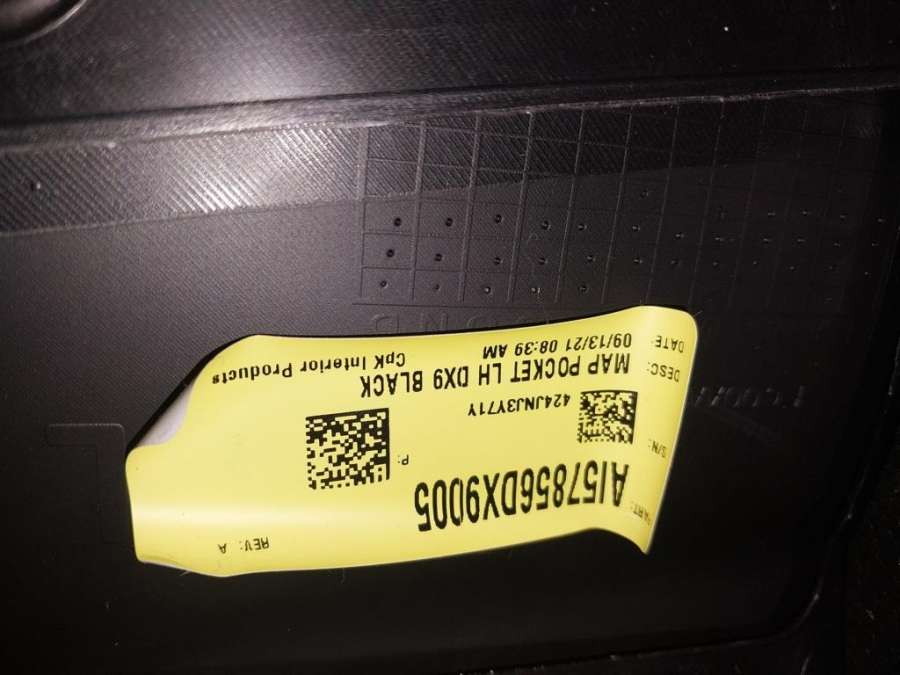 PART: AI57856DX9005
REV: A
S/N: 424JNJ3Y71Y
P:
DESC: MAP POCKET LH DX9 BLACK
DATE: 09/13/21 08:39 AM
CpK Interior Products